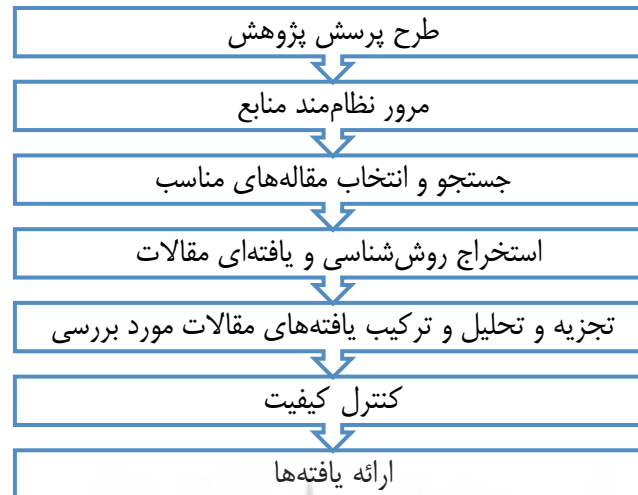 طرح پرسش پژوهش
مرور نظام‌مند منابع
جستجو و انتخاب مقاله‌های مناسب
استخراج روش‌شناسی و یافته‌ای مقالات
تجزیه و تحلیل و ترکیب یافته‌های مقالات مورد بررسی
کنترل کیفیت
ارائه یافته‌ها